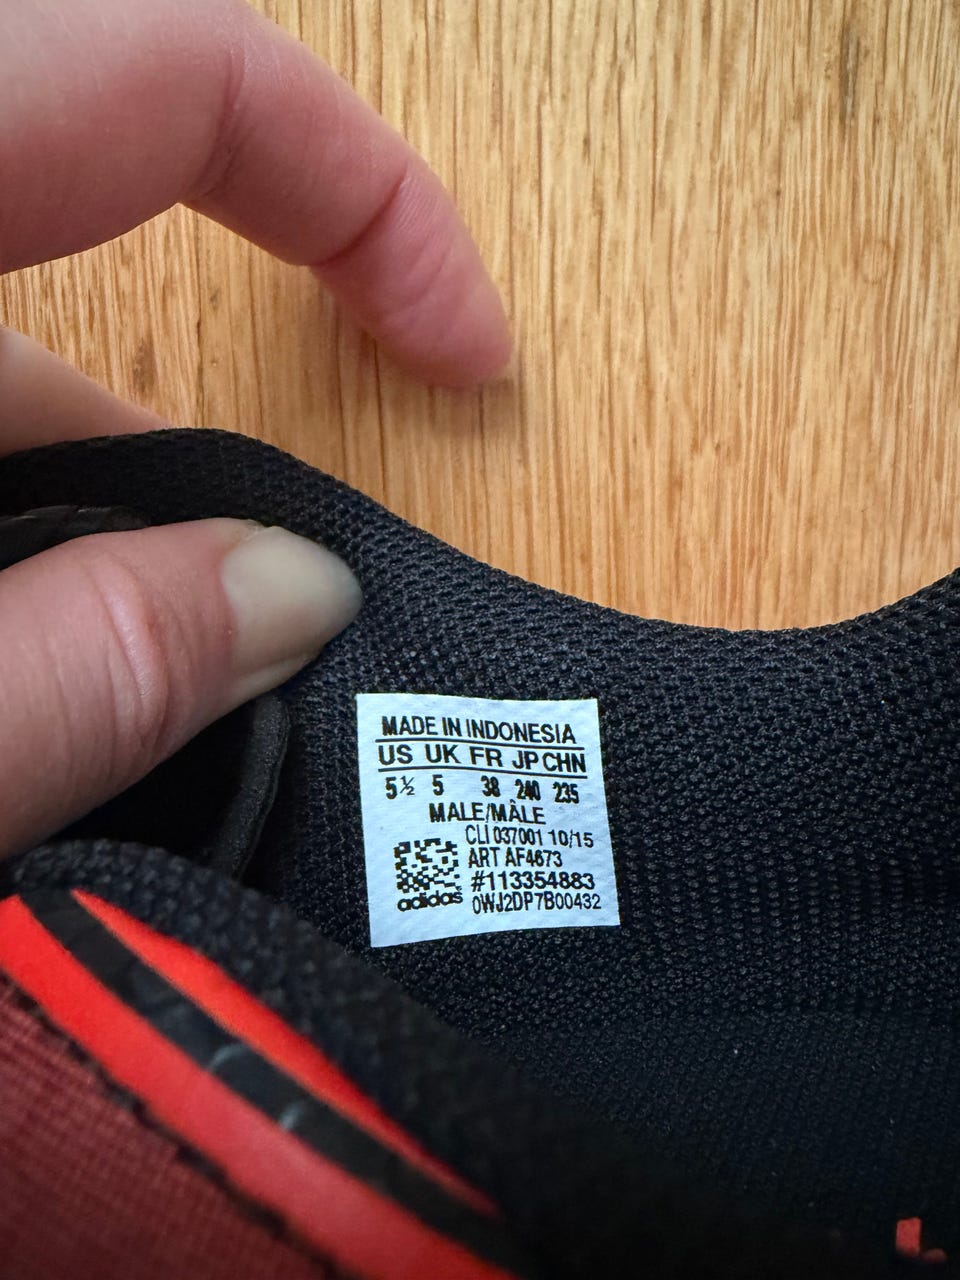 MADE IN INDONESIA
US UK FR JP CHN
5½ 5 38 240 235
MALE/MÂLE
CLI 037001 10/15
ART AF4673
#113354883
adidas 0WJ2DP7B00432